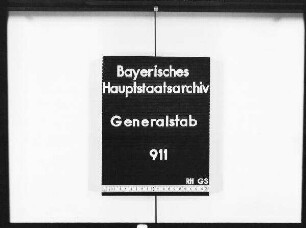 Bayerisches
Hauptstaatsarchiv
Generalstab
911
RH GS